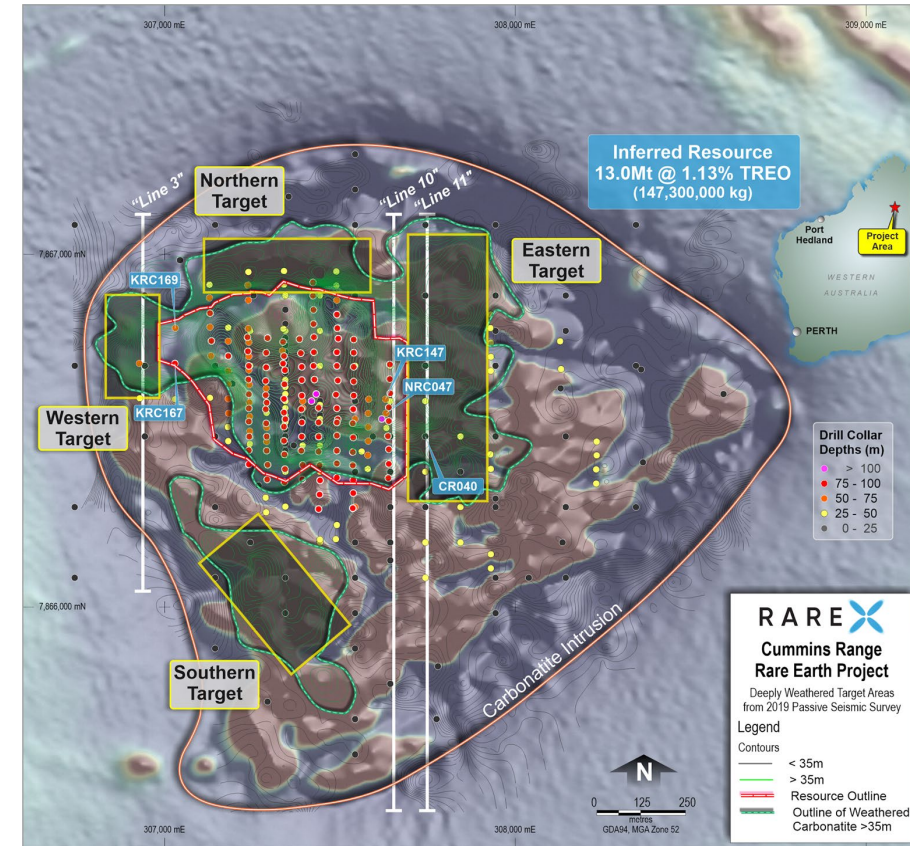 307,000 mE
308,000 mE
309,000 mE
Inferred Resource
13.0Mt @ 1.13% TREO
(147,300,000 kg)
Northern
Target
"Line 3"
"Line 10"
"Line 11"
Port
Hedland
Project
Area
WESTERN
AUSTRALIA
PERTH
7,867,000 mN
7,867,000 mN
KRC169
Eastern
Target
KRC147
NRC047
KRC167
Western
Target
CR040
Drill Collar
Depths (m)
> 100
75 - 100
50 - 75
25 - 50
0 - 25
7,866,000 mN
Carbonatite Intrusion
Southern
Target
N
0 125 250
metres
GDA94, MGA Zone 52
RAREX
Cummins Range
Rare Earth Project
Deeply Weathered Target Areas
from 2019 Passive Seismic Survey
Legend
Contours
< 35m
> 35m
Resource Outline
Outline of Weathered
Carbonatite >35m
307,000 mE
308,000 mE